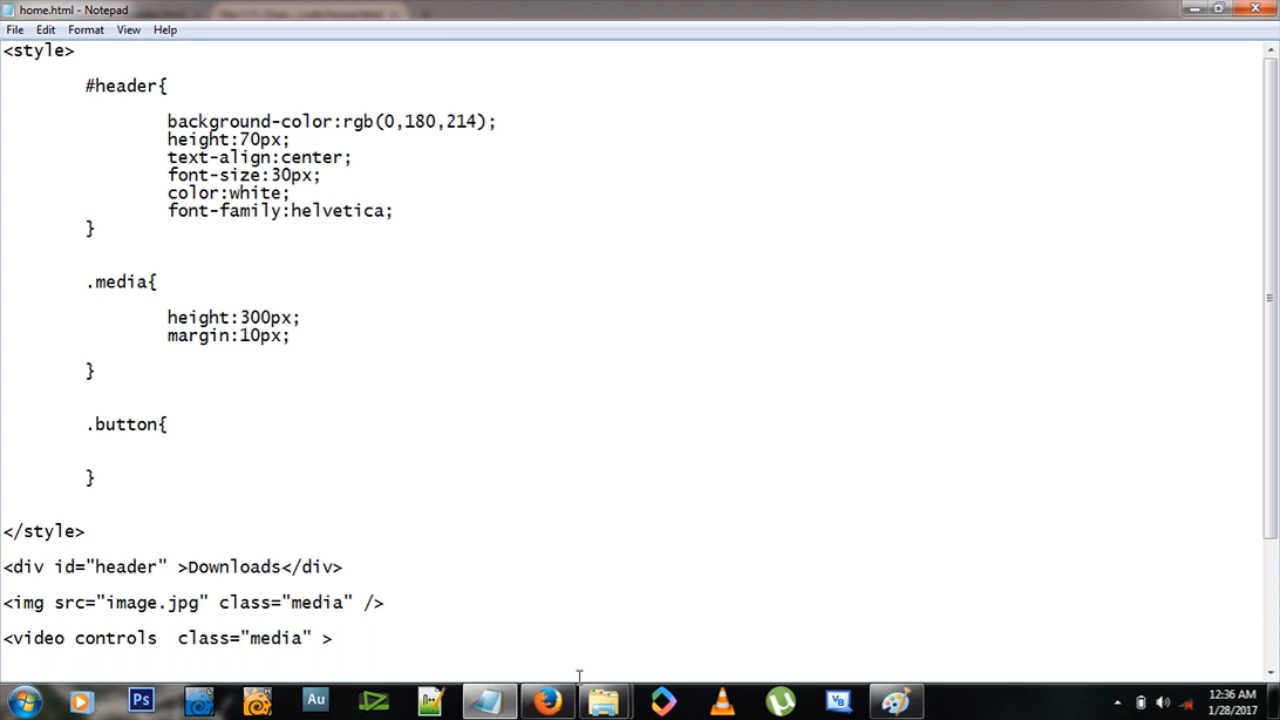 home.html - Notepad
File Edit Format View Help
<style>
#header{
background-color:rgb(0,180,214);
height:70px;
text-align:center;
font-size:30px;
color:white;
font-family:helvetica;
}
.media{
height:300px;
margin:10px;
}
.button{
}
</style>
<div id="header" >Downloads</div>
<img src="image.jpg" class="media" />
<video controls  class="media" >
Ps
Au
12:36 AM
1/28/2017